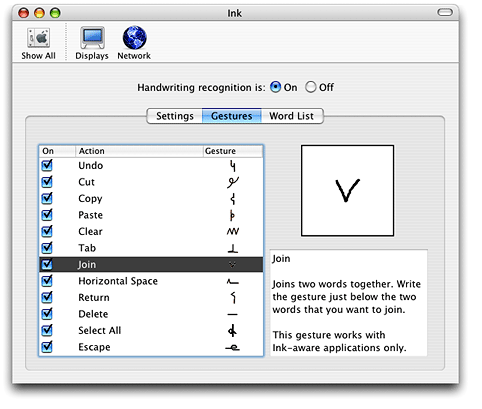 Ink
Show All
Displays
Network
Handwriting recognition is: On Off
Settings Gestures Word List
On Action Gesture
Undo
Cut
Copy
Paste
Clear
Tab
Join
Horizontal Space
Return
Delete
Select All
Escape
Join
Joins two words together. Write
the gesture just below the two
words that you want to join.
This gesture works with
Ink-aware applications only.